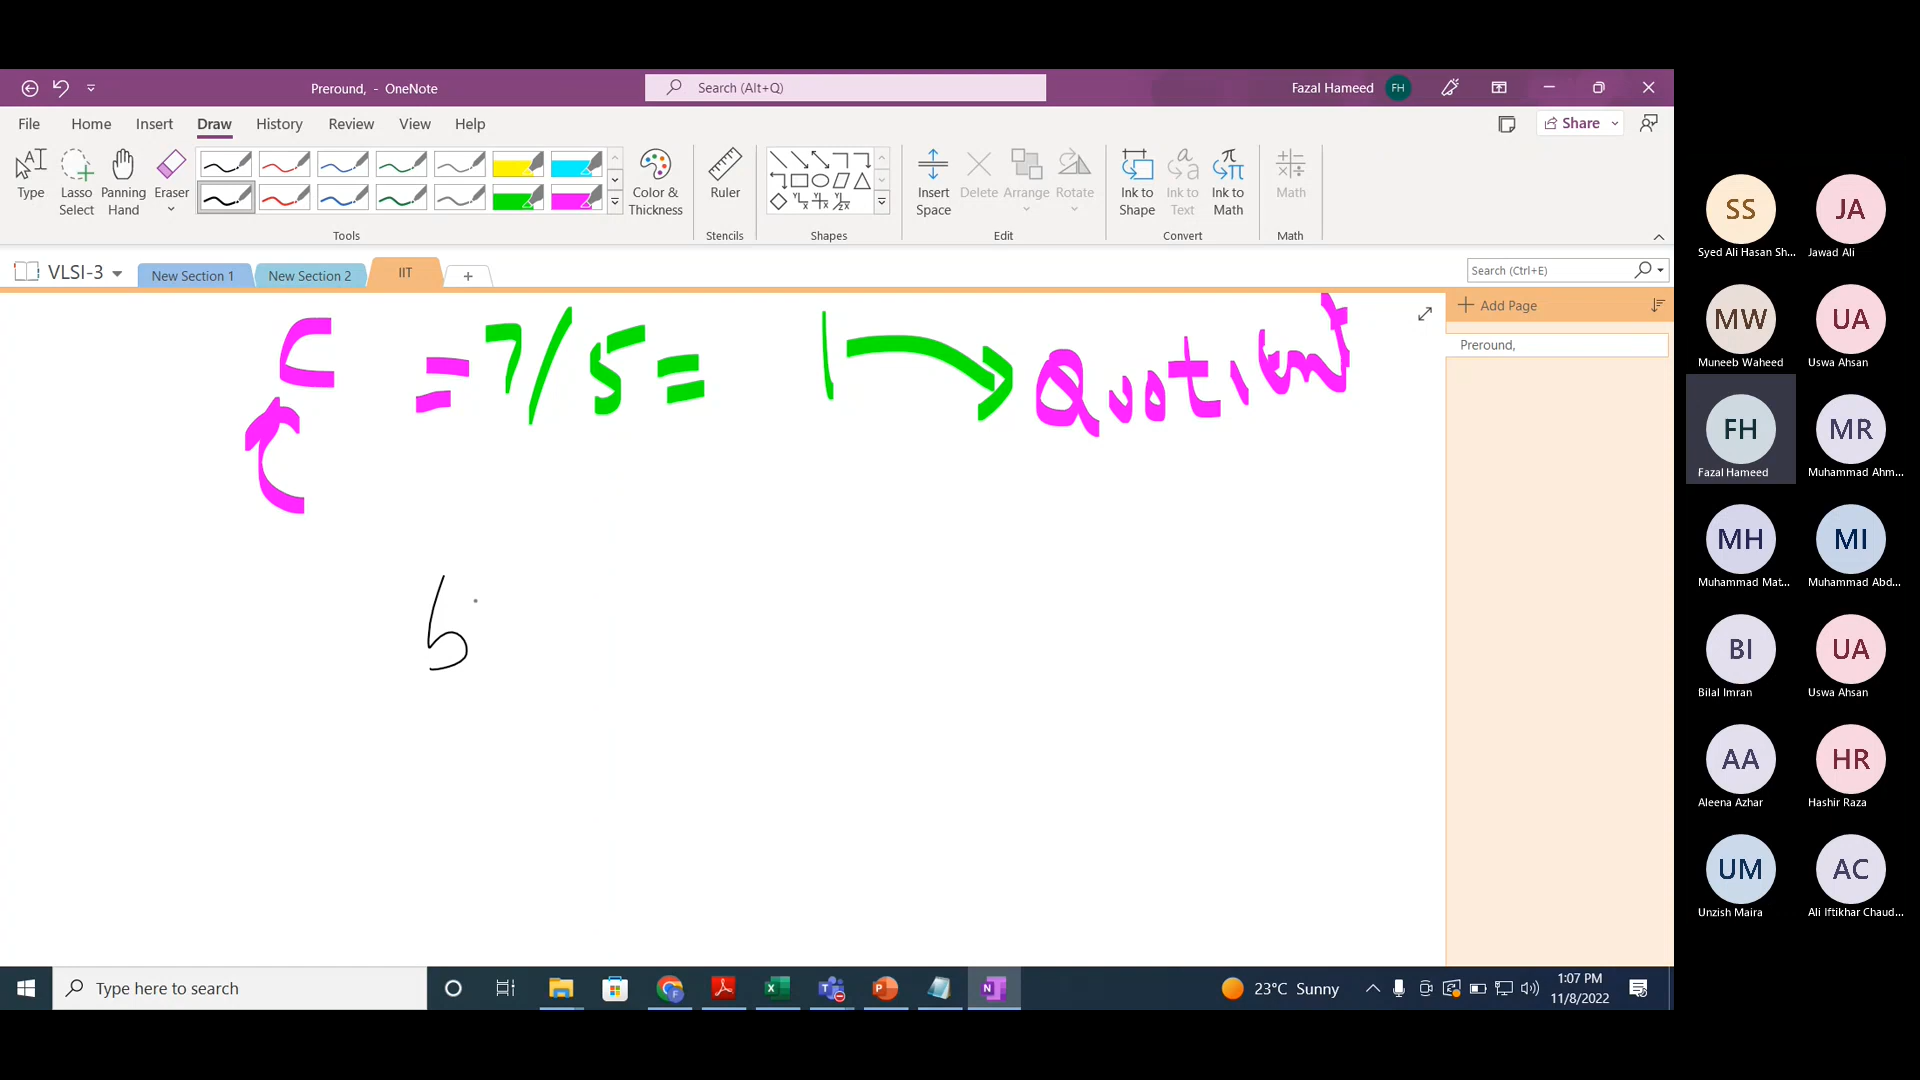 Preround, - OneNote
Search (Alt+Q)
Fazal Hameed FH
File Home Insert Draw History Review View Help
Share
Type
Lasso Select
Panning Hand
Eraser
Color & Thickness
Ruler
Insert Space
Delete
Arrange
Rotate
Ink to Shape
Ink to Text
Ink to Math
Math
Tools Stencils Shapes Edit Convert Math
VLSI-3 New Section 1 New Section 2 IIT +
Search (Ctrl+E)
Add Page
Preround,
C = 7/5 = 1 Quotient
5
SS JA
Syed Ali Hasan Sh... Jawad Ali
MW UA
Muneeb Waheed Uswa Ahsan
FH MR
Fazal Hameed Muhammad Ahm...
MH MI
Muhammad Mat... Muhammad Abd...
BI UA
Bilal Imran Uswa Ahsan
AA HR
Aleena Azhar Hashir Raza
UM AC
Unzish Maira Ali Iftikhar Chaud...
Type here to search
23°C Sunny
1:07 PM
11/8/2022